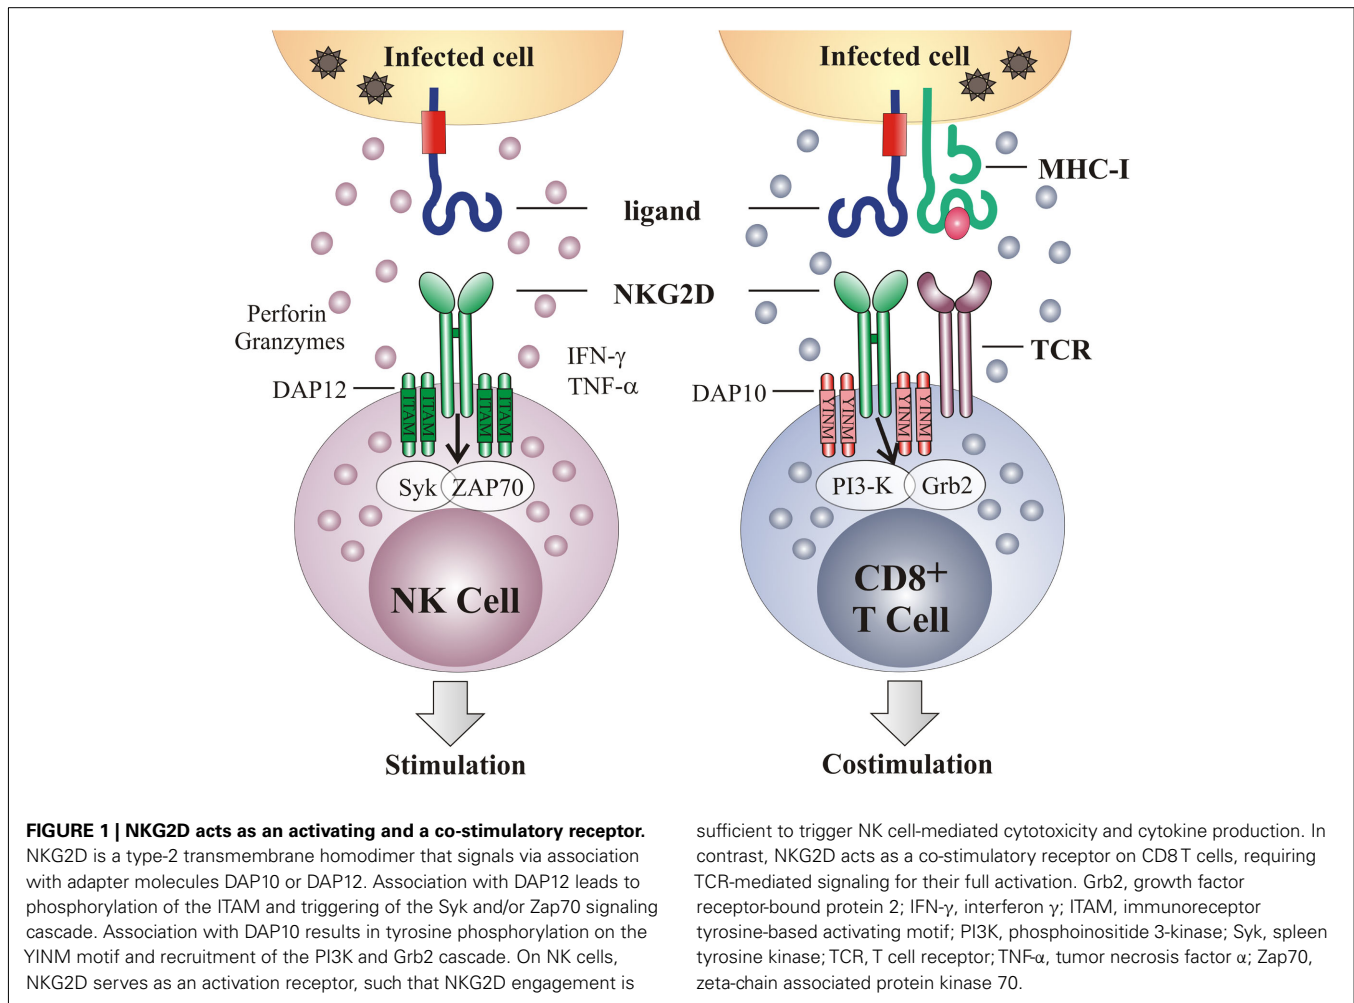 Infected cell
Infected cell
MHC-I
ligand
NKG2D
Perforin
Granzymes
IFN-γ
TNF-α
TCR
DAP12
DAP10
ITAM
ITAM
ITAM
ITAM
YINM
YINM
YINM
YINM
Syk
ZAP70
PI3-K
Grb2
NK Cell
CD8+
T Cell
Stimulation
Costimulation
FIGURE 1 | NKG2D acts as an activating and a co-stimulatory receptor.
NKG2D is a type-2 transmembrane homodimer that signals via association
with adapter molecules DAP10 or DAP12. Association with DAP12 leads to
phosphorylation of the ITAM and triggering of the Syk and/or Zap70 signaling
cascade. Association with DAP10 results in tyrosine phosphorylation on the
YINM motif and recruitment of the PI3K and Grb2 cascade. On NK cells,
NKG2D serves as an activation receptor, such that NKG2D engagement is
sufficient to trigger NK cell-mediated cytotoxicity and cytokine production. In
contrast, NKG2D acts as a co-stimulatory receptor on CD8 T cells, requiring
TCR-mediated signaling for their full activation. Grb2, growth factor
receptor-bound protein 2; IFN-γ, interferon γ; ITAM, immunoreceptor
tyrosine-based activating motif; PI3K, phosphoinositide 3-kinase; Syk, spleen
tyrosine kinase; TCR, T cell receptor; TNF-α, tumor necrosis factor α; Zap70,
zeta-chain associated protein kinase 70.